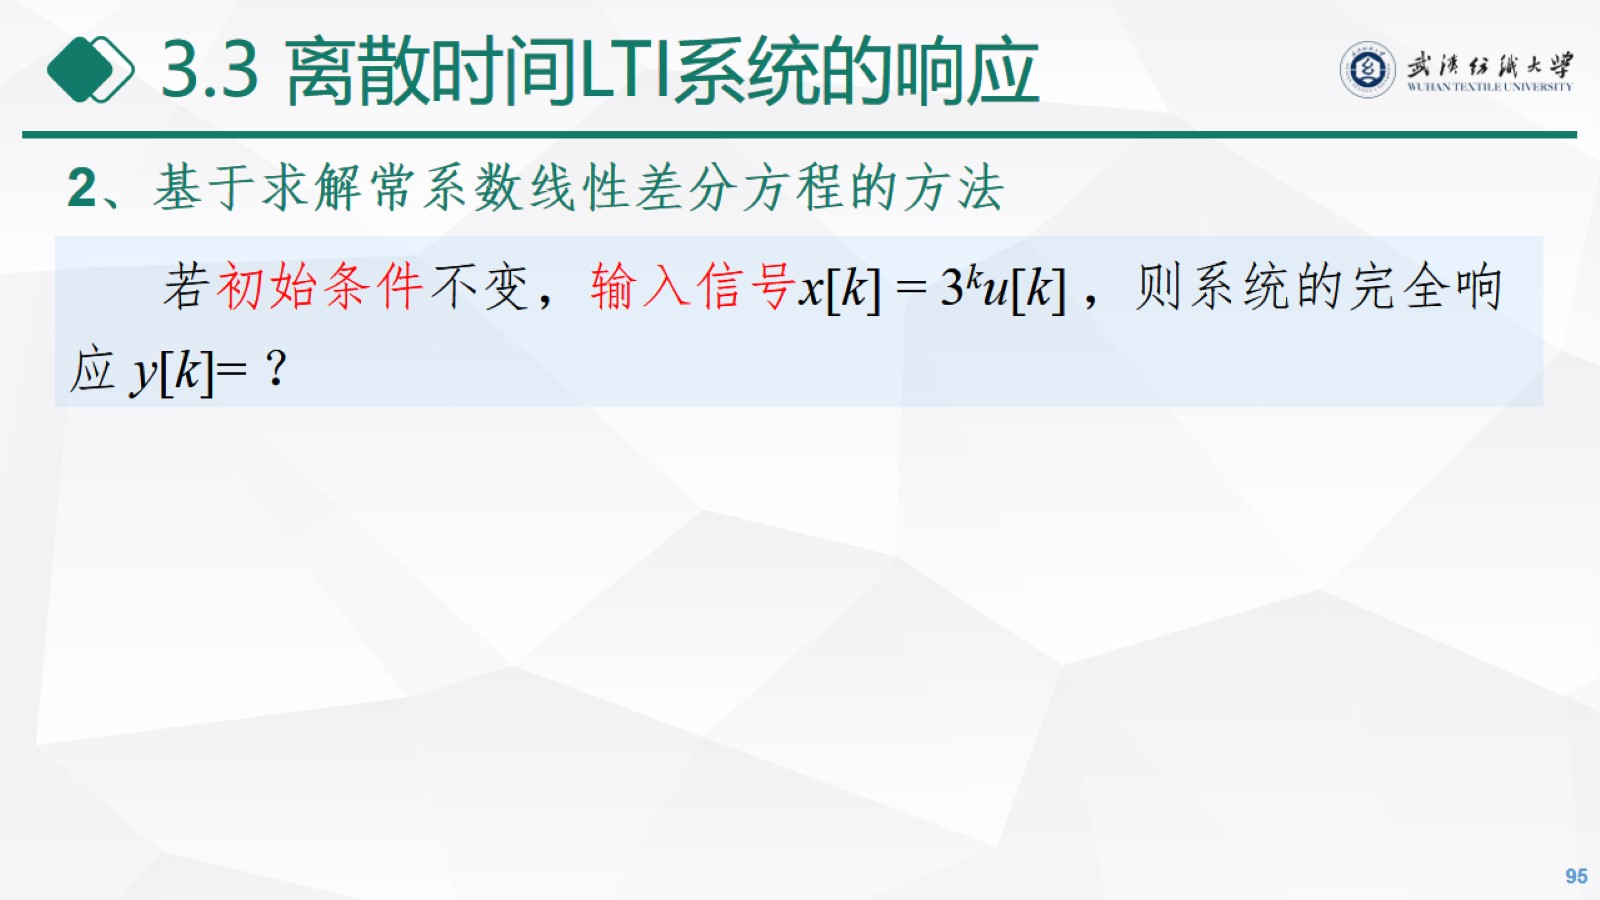 3.3 离散时间LTI系统的响应
武汉纺织大学
WUHAN TEXTILE UNIVERSITY
2、基于求解常系数线性差分方程的方法
若初始条件不变，输入信号x[k] = 3ᵏu[k]，则系统的完全响
应 y[k]=？
95